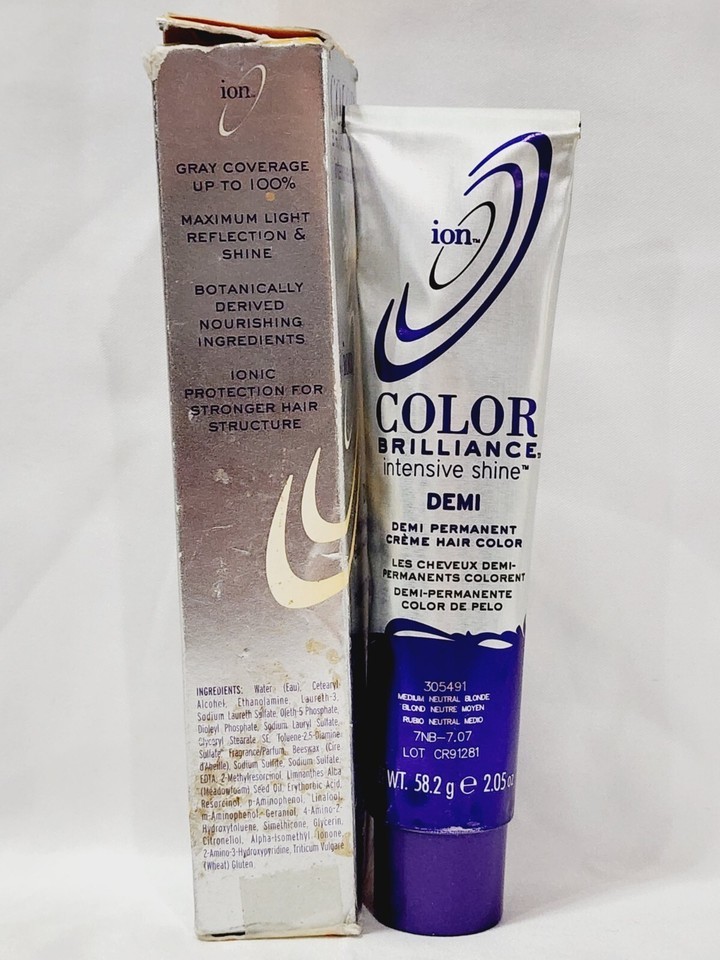 ion™
GRAY COVERAGE
UP TO 100%
MAXIMUM LIGHT
REFLECTION &
SHINE
BOTANICALLY
DERIVED
NOURISHING
INGREDIENTS
IONIC
PROTECTION FOR
STRONGER HAIR
STRUCTURE
INGREDIENTS: Water (Eau), Cetearyl
Alcohol, Ethanolamine, Laureth-3,
Sodium Laureth Sulfate, Oleth-5 Phosphate,
Dioleyl Phosphate, Sodium Lauryl Sulfate,
Glyceryl Stearate SE, Toluene-2,5-Diamine
Sulfate, Fragrance/Parfum, Beeswax (Cire
d'Abeille), Sodium Sulfite, Sodium Sulfate,
EDTA, 2-Methylresorcinol, Limnanthes Alba
(Meadowfoam) Seed Oil, Erythorbic Acid,
Resorcinol, p-Aminophenol, Linalool,
m-Aminophenol, Geraniol, 4-Amino-2-
Hydroxytoluene, Simethicone, Glycerin,
Citronellol, Alpha-Isomethyl Ionone,
2-Amino-3-Hydroxypyridine, Triticum Vulgare
(Wheat) Gluten.
ion™
COLOR
BRILLIANCE™
intensive shine™
DEMI
DEMI PERMANENT
CRÈME HAIR COLOR
LES CHEVEUX DEMI-
PERMANENTS COLORENT
DEMI-PERMANENTE
COLOR DE PELO
305491
MEDIUM NEUTRAL BLONDE
BLOND NEUTRE MOYEN
RUBIO NEUTRAL MEDIO
7NB-7.07
LOT CR91281
WT. 58.2 g e 2.05 oz